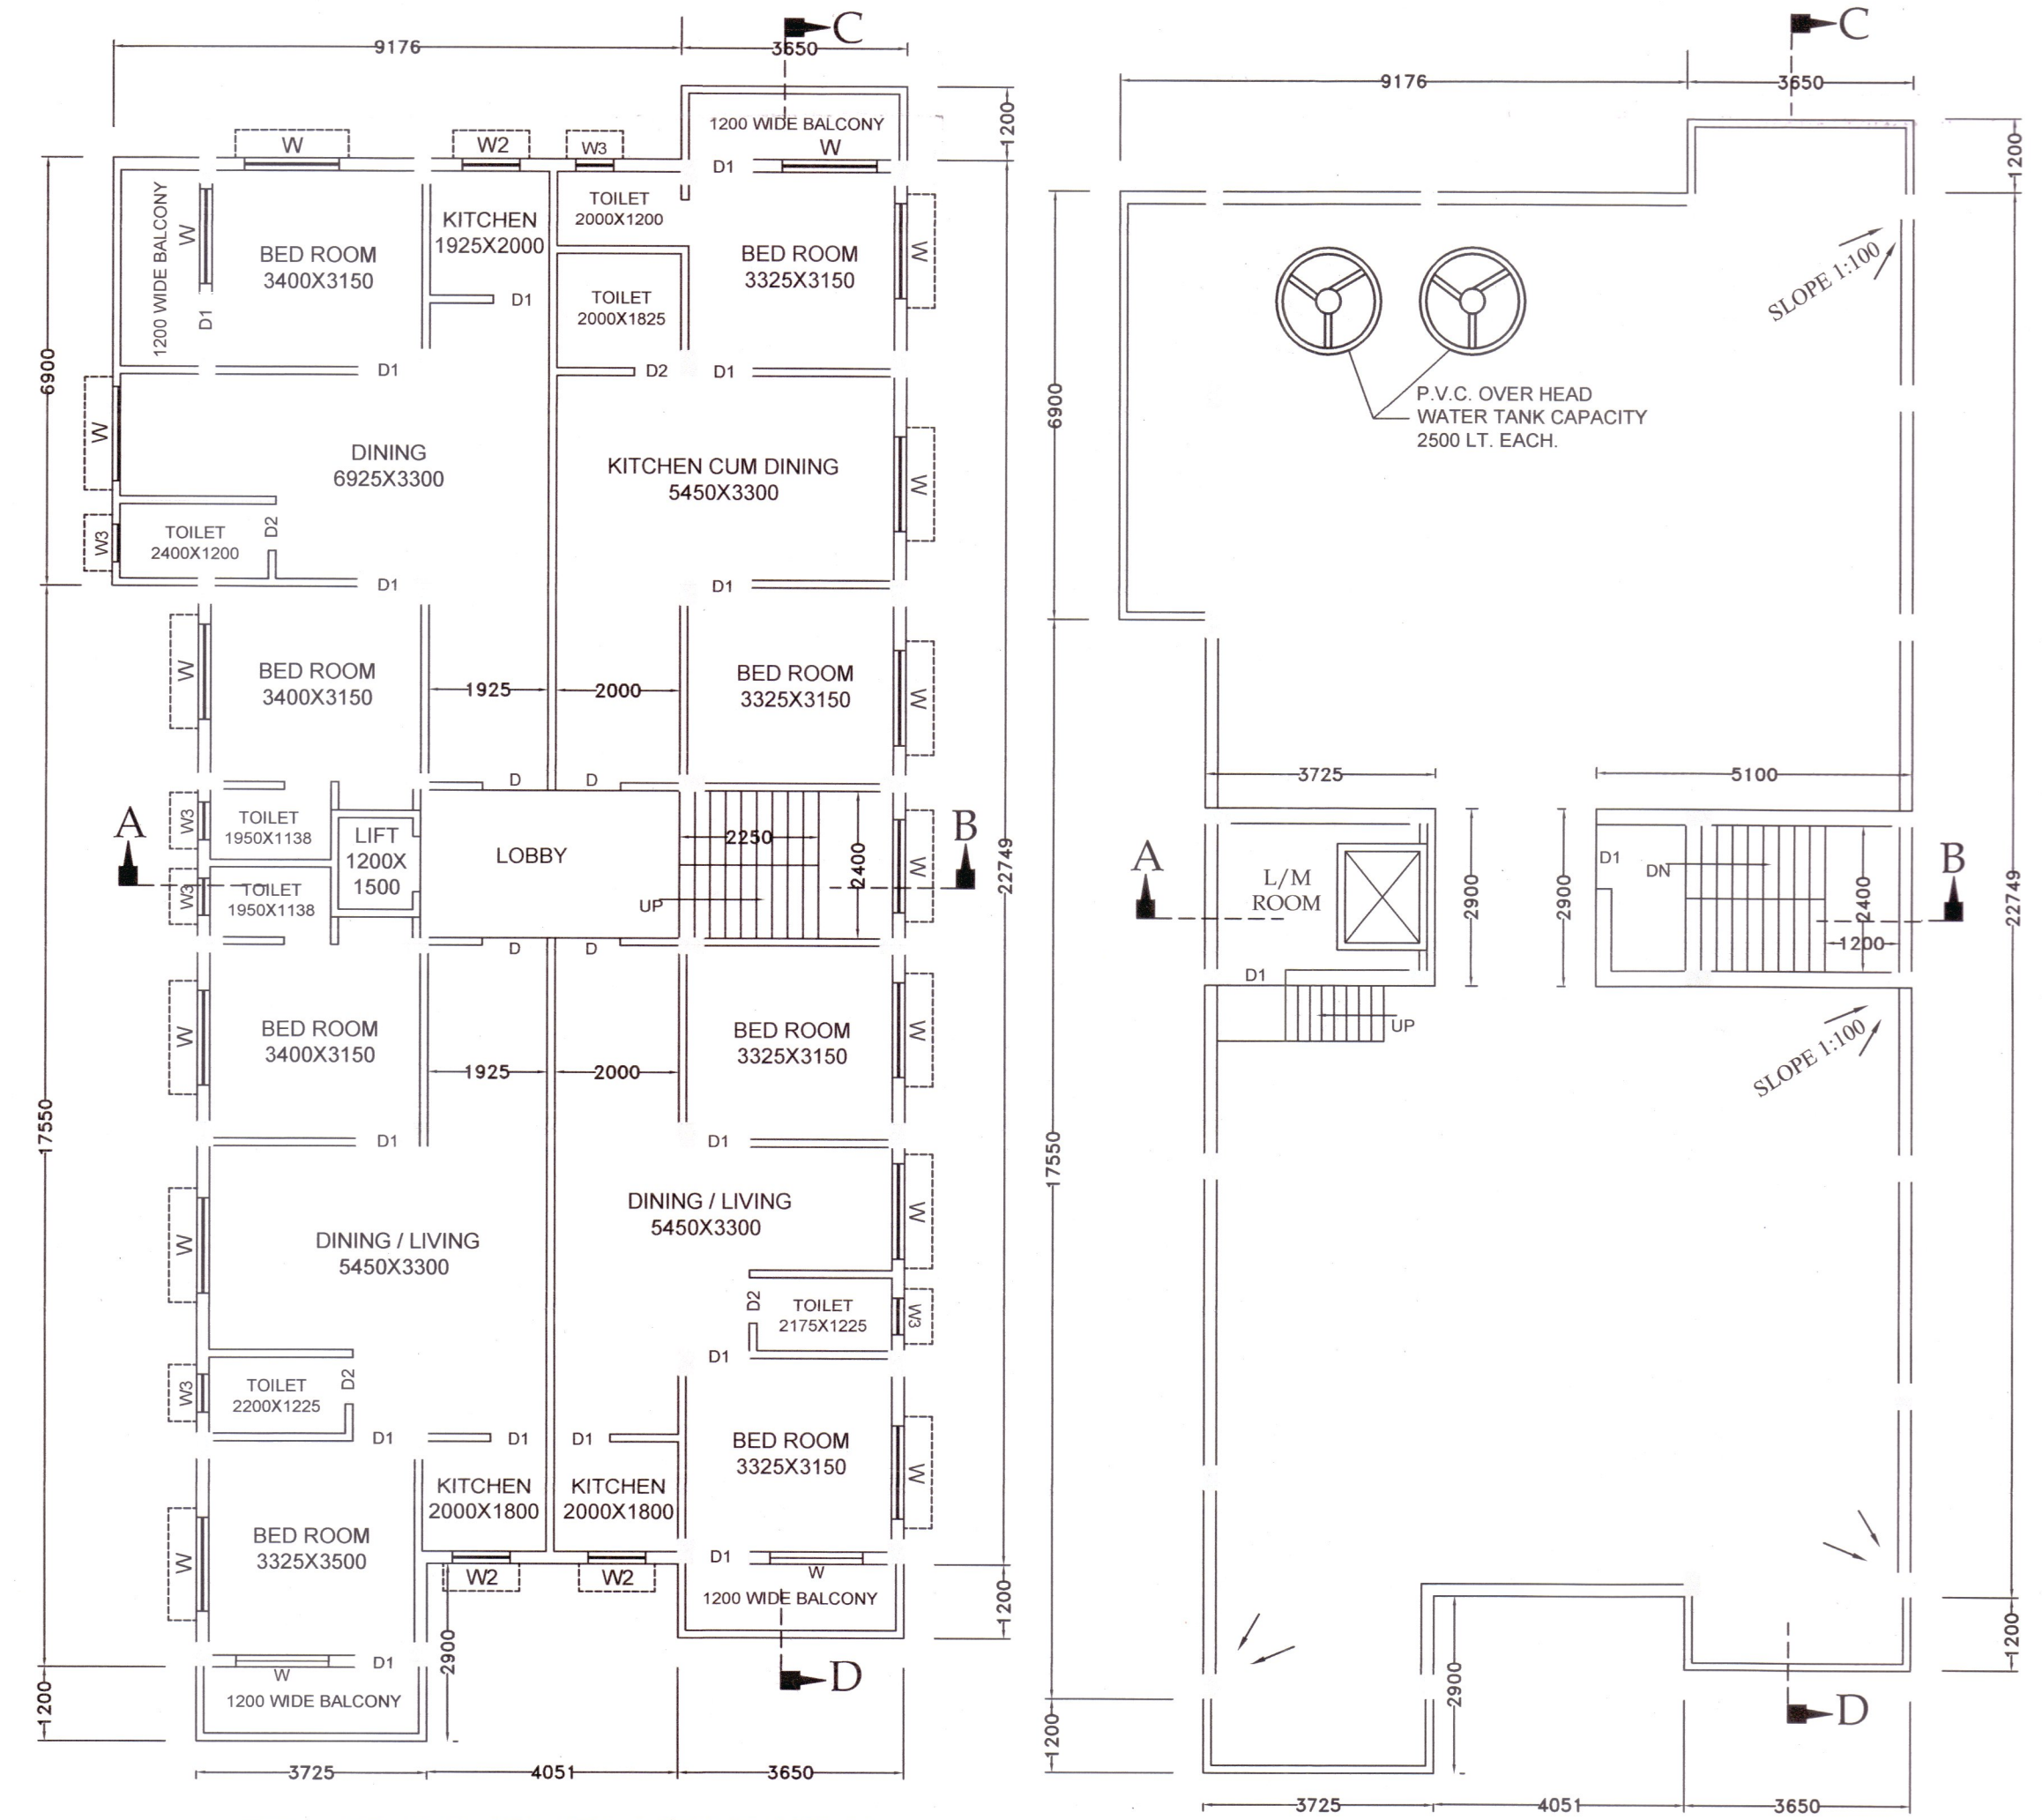 C
9176
3650
1200 WIDE BALCONY
1200
W
W2
W3
D1
W
1200 WIDE BALCONY
W
D1
BED ROOM
3400X3150
KITCHEN
1925X2000
D1
TOILET
2000X1200
TOILET
2000X1825
BED ROOM
3325X3150
W
D1
D2
D1
6900
W
DINING
6925X3300
KITCHEN CUM DINING
5450X3300
W
W3
TOILET
2400X1200
D2
D1
D1
W
BED ROOM
3400X3150
1925
2000
BED ROOM
3325X3150
W
D
D
A
W3
TOILET
1950X1138
LIFT
1200X
1500
LOBBY
2250
UP
2400
W
B
22749
W3
TOILET
1950X1138
D
D
W
BED ROOM
3400X3150
1925
2000
BED ROOM
3325X3150
W
17550
D1
D1
W
DINING / LIVING
5450X3300
DINING / LIVING
5450X3300
W
D2
TOILET
2175X1225
W3
D1
W3
TOILET
2200X1225
D2
D1
D1
D1
BED ROOM
3325X3150
W
KITCHEN
2000X1800
KITCHEN
2000X1800
W
BED ROOM
3325X3500
W2
W2
D1
W
1200 WIDE BALCONY
1200
W
D1
2900
1200 WIDE BALCONY
1200
D
3725
4051
3650
C
9176
3650
1200
SLOPE 1:100
P.V.C. OVER HEAD
WATER TANK CAPACITY
2500 LT. EACH.
6900
3725
5100
A
L/M
ROOM
2900
2900
D1
DN
2400
1200
B
22749
D1
UP
SLOPE 1:100
17550
2900
1200
1200
D
3725
4051
3650